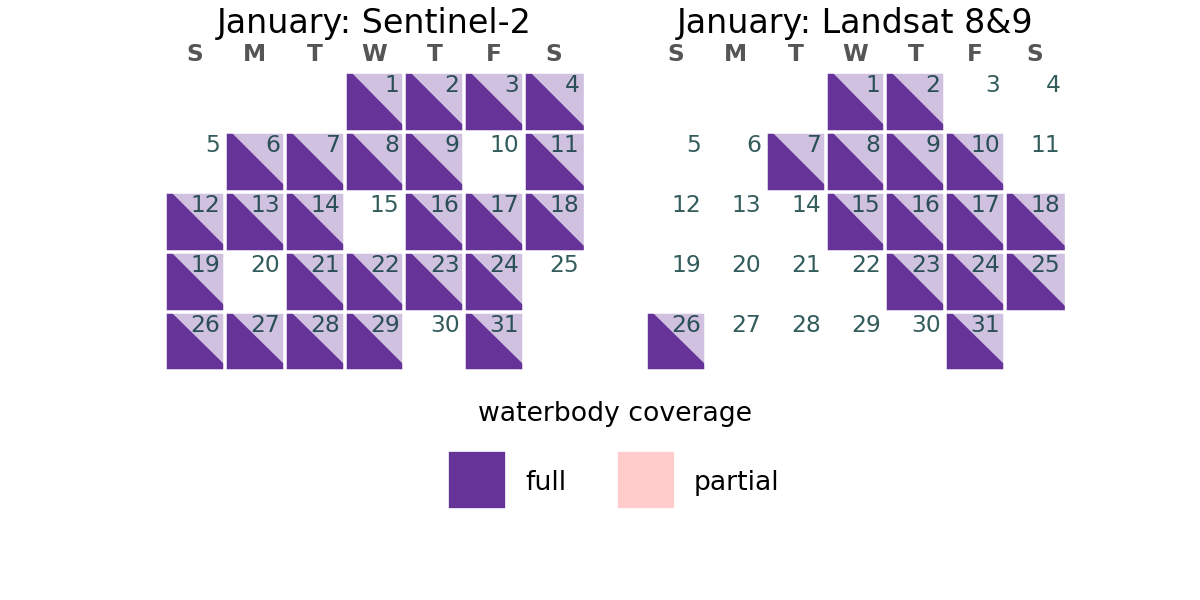 January: Sentinel-2
S M T W T F S
1 2 3 4
5 6 7 8 9 10 11
12 13 14 15 16 17 18
19 20 21 22 23 24 25
26 27 28 29 30 31
January: Landsat 8&9
S M T W T F S
1 2 3 4
5 6 7 8 9 10 11
12 13 14 15 16 17 18
19 20 21 22 23 24 25
26 27 28 29 30 31
waterbody coverage
full
partial